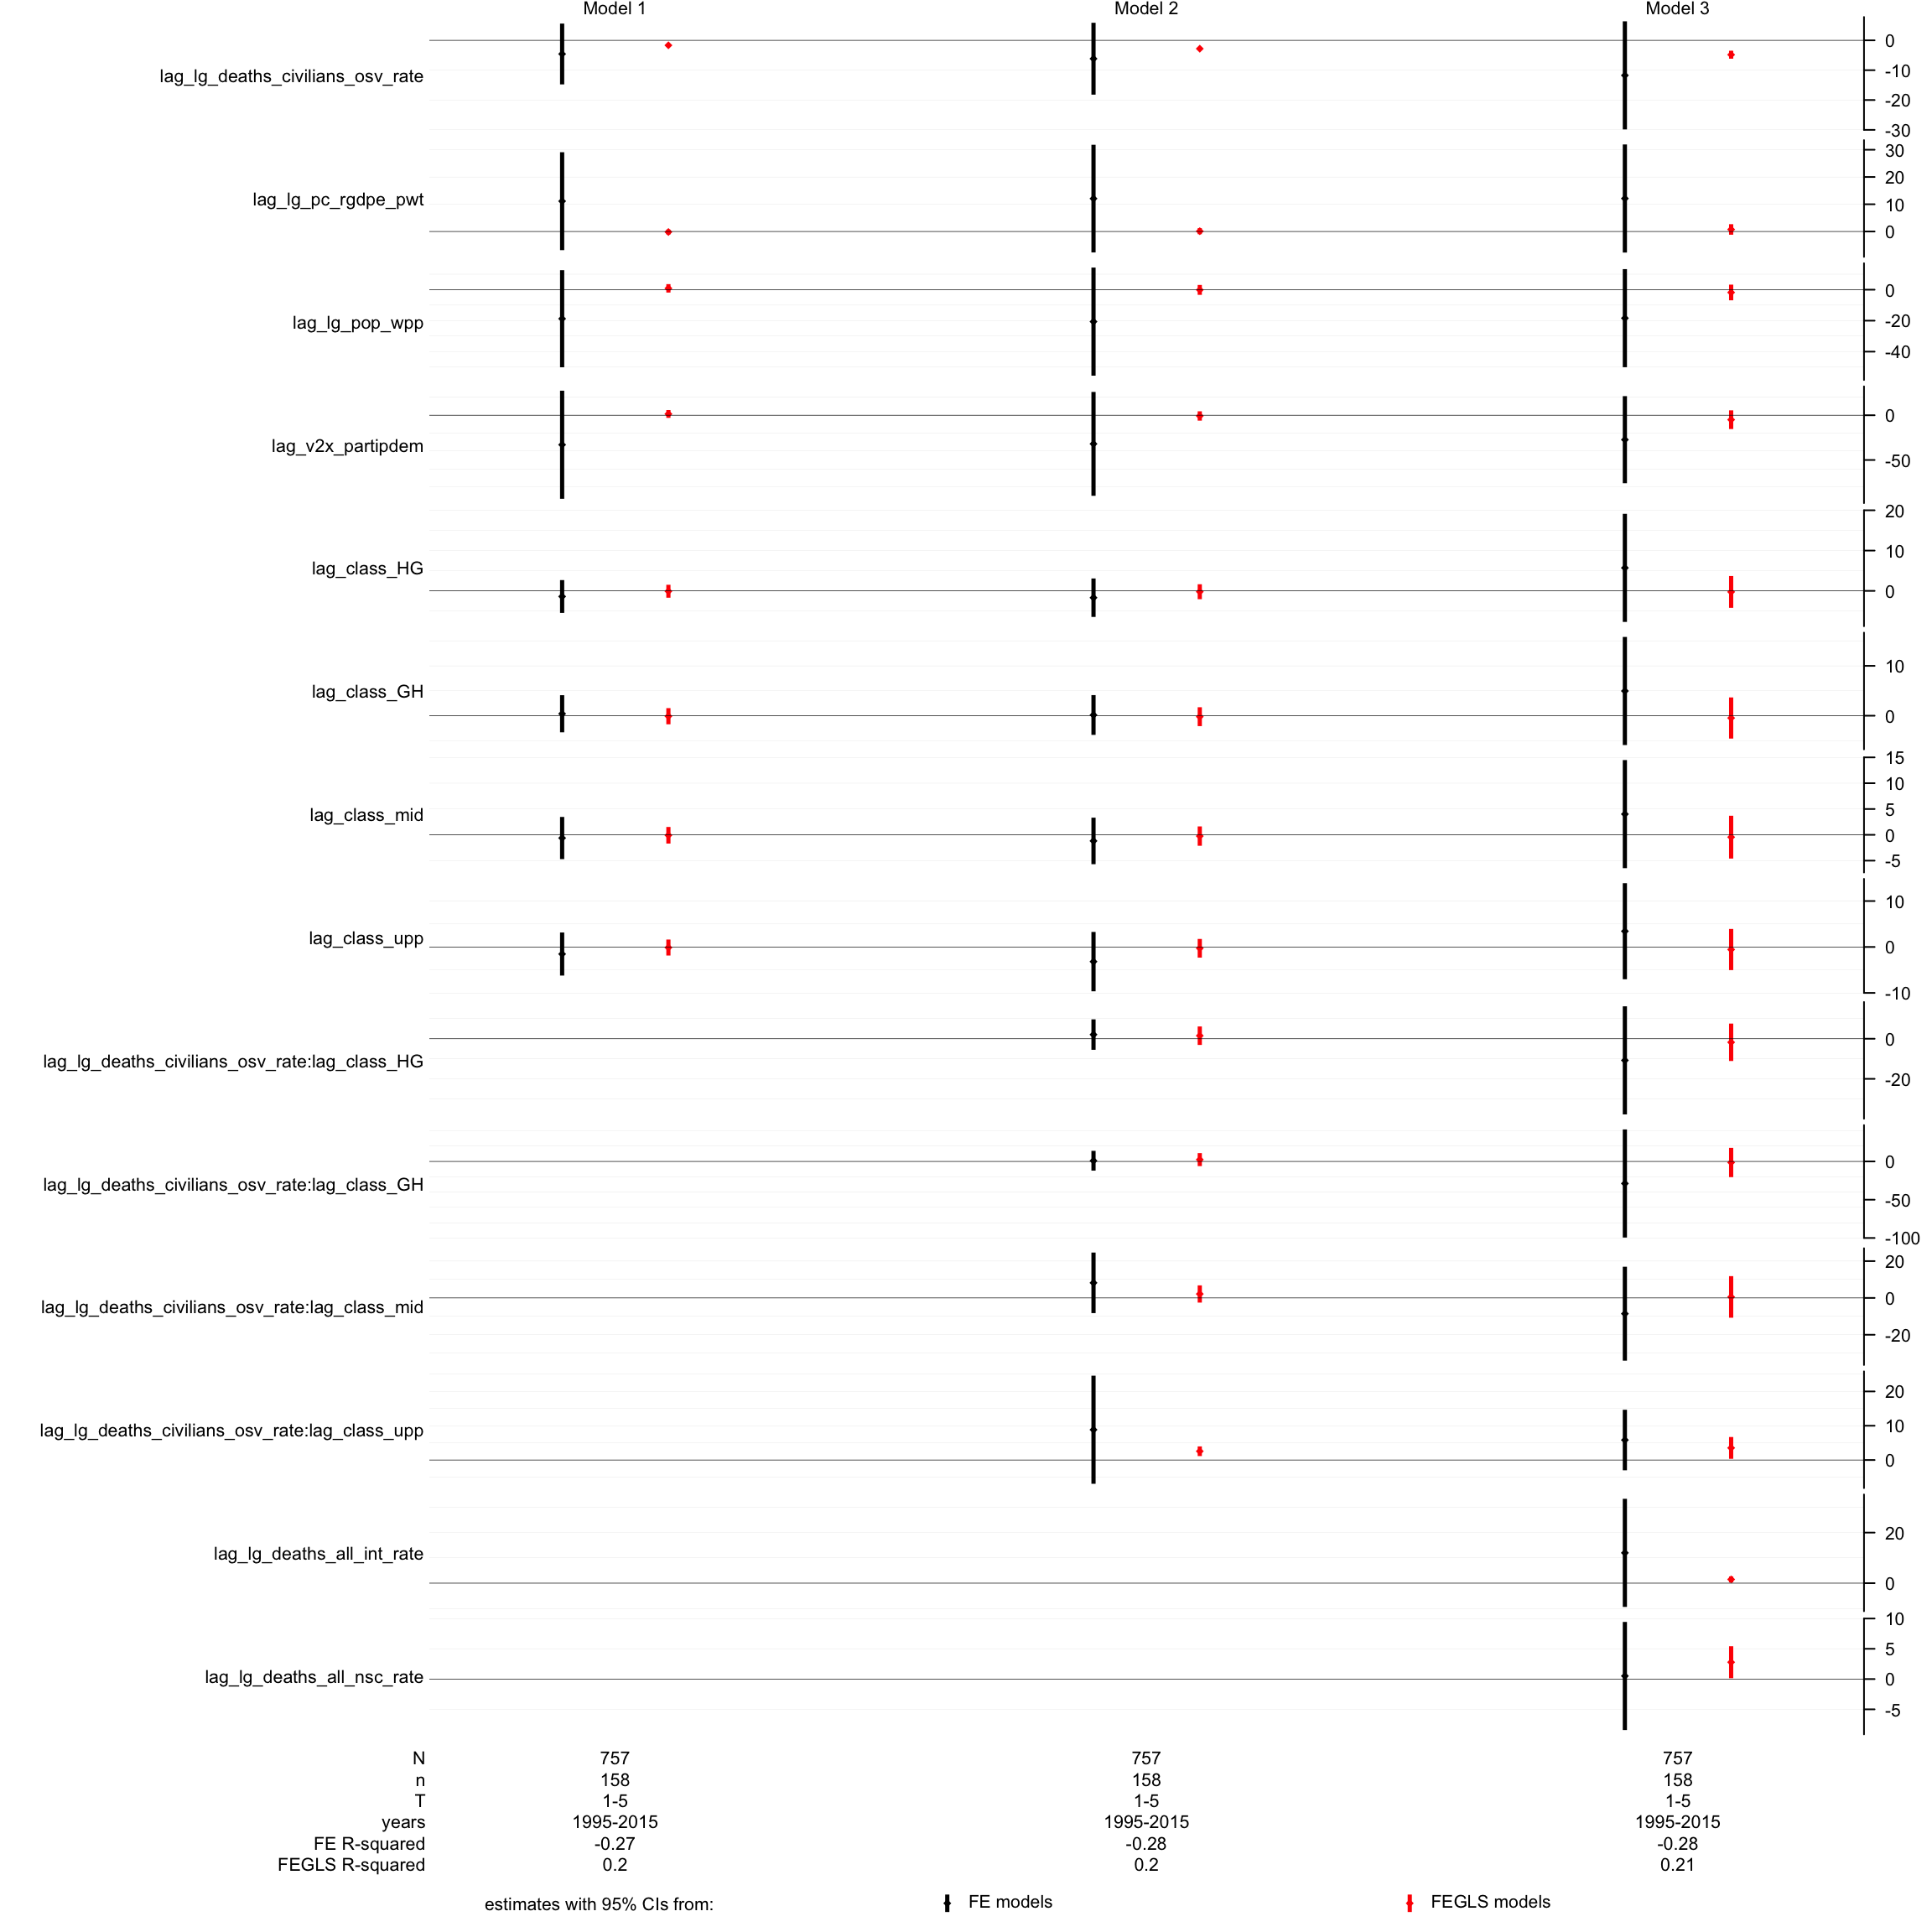 Model 1 Model 2 Model 3
lag_lg_deaths_civilians_osv_rate
0
-10
-20
-30
lag_lg_pc_rgdpe_pwt
30
20
10
0
lag_lg_pop_wpp
0
-20
-40
lag_v2x_partipdem
0
-50
lag_class_HG
20
10
0
lag_class_GH
10
0
lag_class_mid
15
10
5
0
-5
lag_class_upp
10
0
-10
lag_lg_deaths_civilians_osv_rate:lag_class_HG
0
-20
lag_lg_deaths_civilians_osv_rate:lag_class_GH
0
-50
-100
lag_lg_deaths_civilians_osv_rate:lag_class_mid
20
0
-20
lag_lg_deaths_civilians_osv_rate:lag_class_upp
20
10
0
lag_lg_deaths_all_int_rate
20
0
lag_lg_deaths_all_nsc_rate
10
5
0
-5
N 757 757 757
n 158 158 158
T 1-5 1-5 1-5
years 1995-2015 1995-2015 1995-2015
FE R-squared -0.27 -0.28 -0.28
FEGLS R-squared 0.2 0.2 0.21
estimates with 95% CIs from: FE models FEGLS models